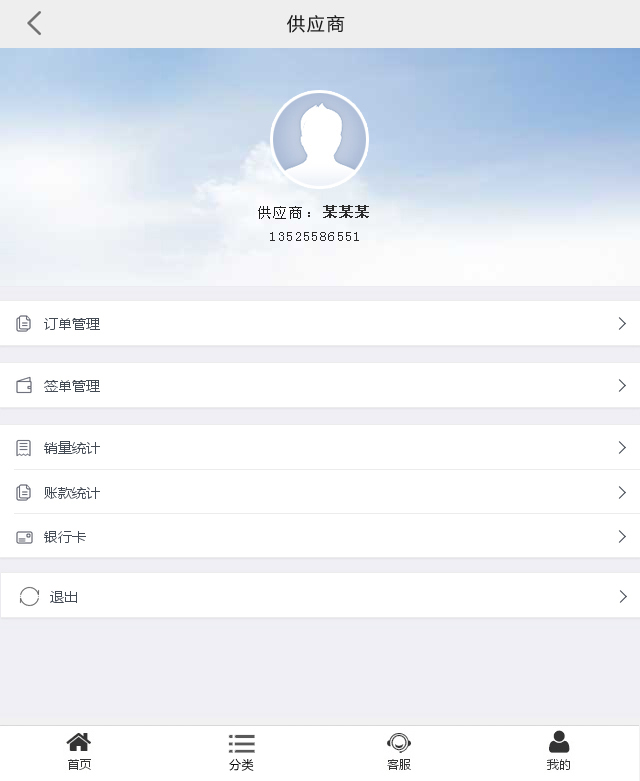 供应商
供应商：某某某
13525586551
订单管理
签单管理
销量统计
账款统计
银行卡
退出
首页 分类 客服 我的